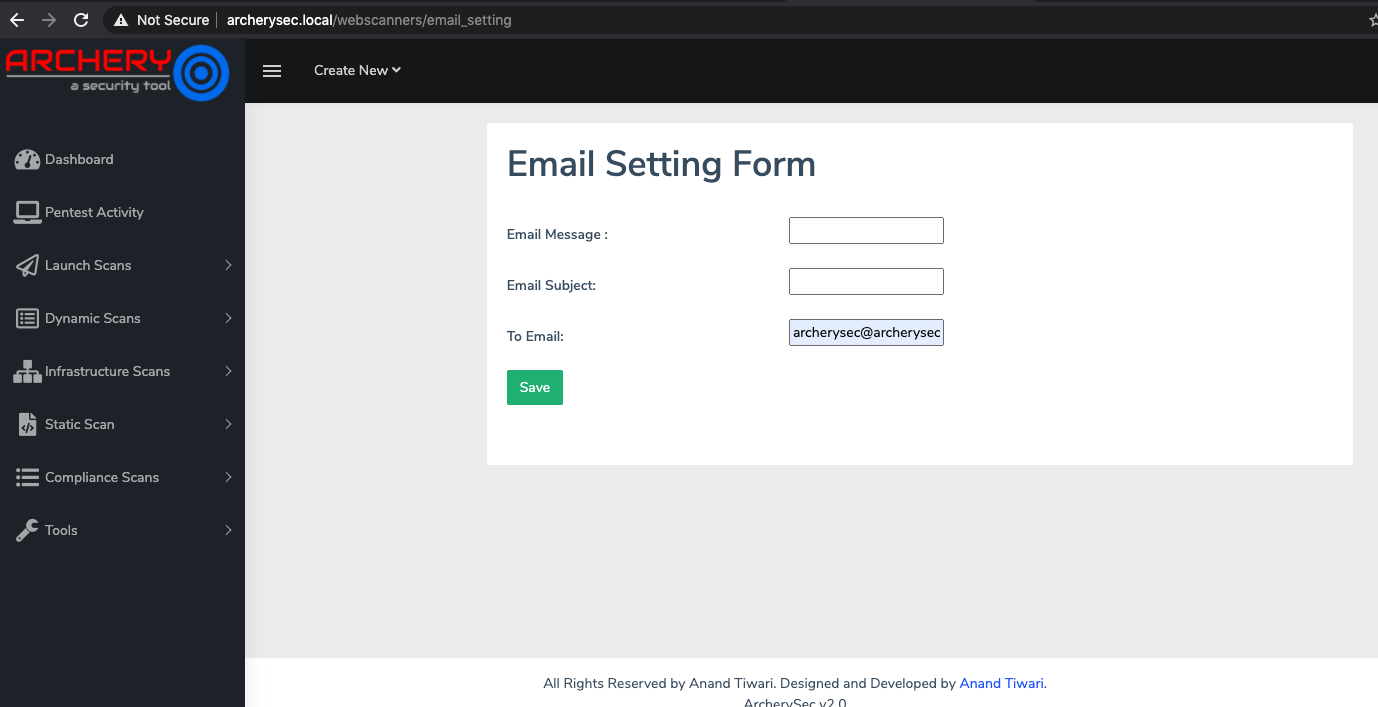 Not Secure archerysec.local/webscanners/email_setting
ARCHERY
a security tool
Create New
Dashboard
Pentest Activity
Launch Scans
Dynamic Scans
Infrastructure Scans
Static Scan
Compliance Scans
Tools
Email Setting Form
Email Message :
Email Subject:
To Email: archerysec@archerysec
Save
All Rights Reserved by Anand Tiwari. Designed and Developed by Anand Tiwari.
ArcherySec v2.0